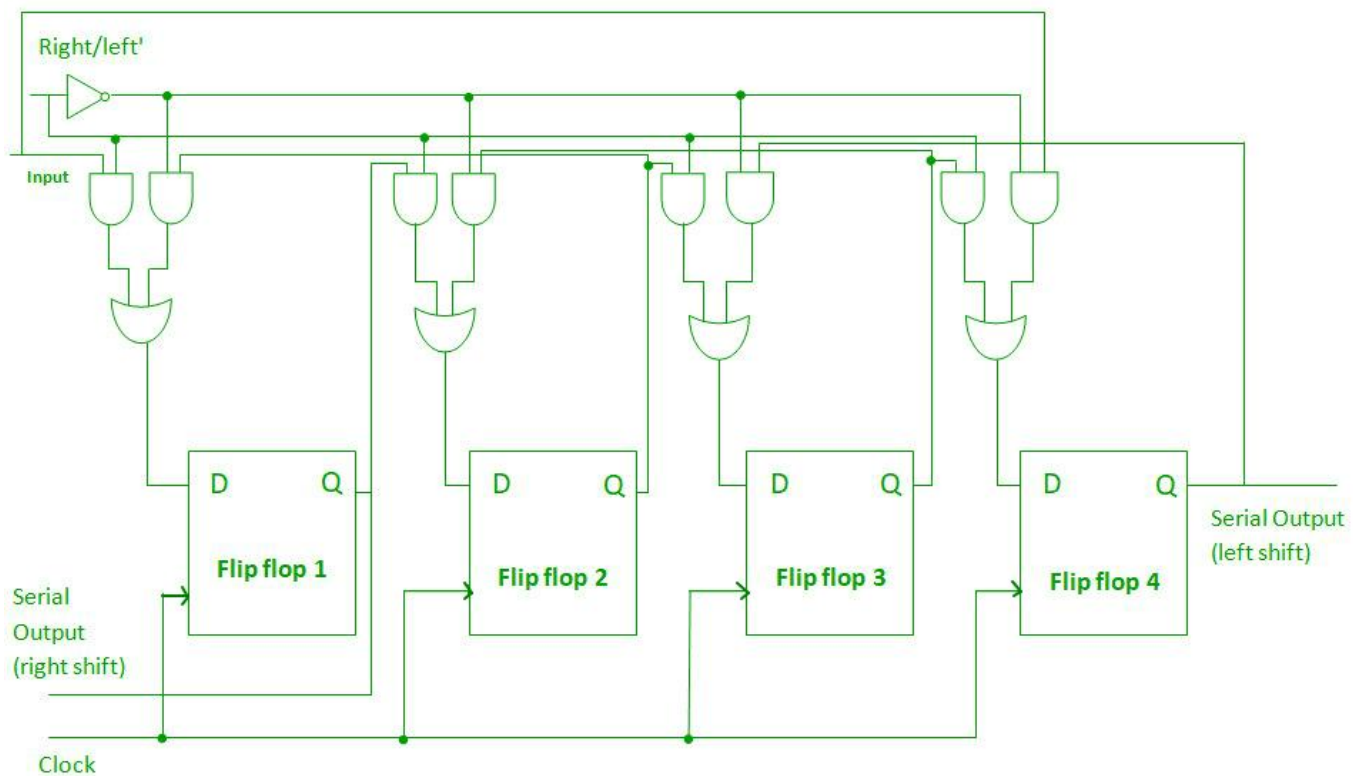 Right/left'
Input
D
Q
Flip flop 1
D
Q
Flip flop 2
D
Q
Flip flop 3
D
Q
Flip flop 4
Serial Output
(left shift)
Serial
Output
(right shift)
Clock